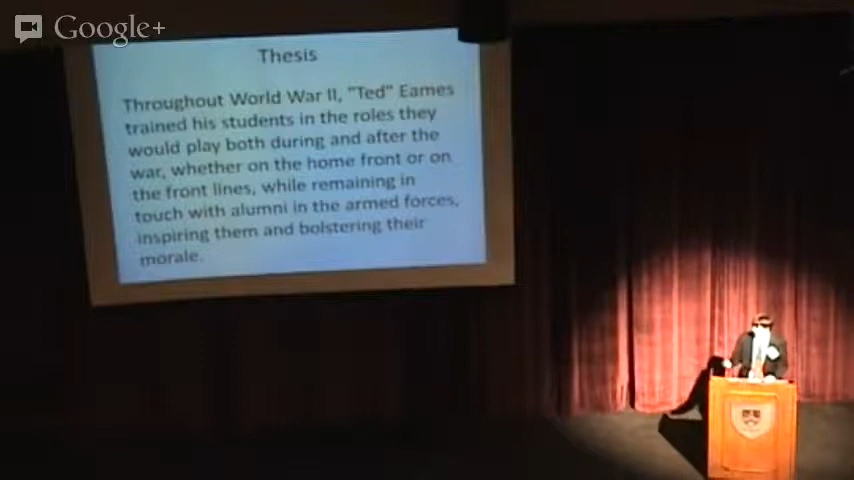 Google+
Thesis
Throughout World War II, "Ted" Eames
trained his students in the roles they
would play both during and after the
war, whether on the home front or on
the front lines, while remaining in
touch with alumni in the armed forces,
inspiring them and bolstering their
morale.